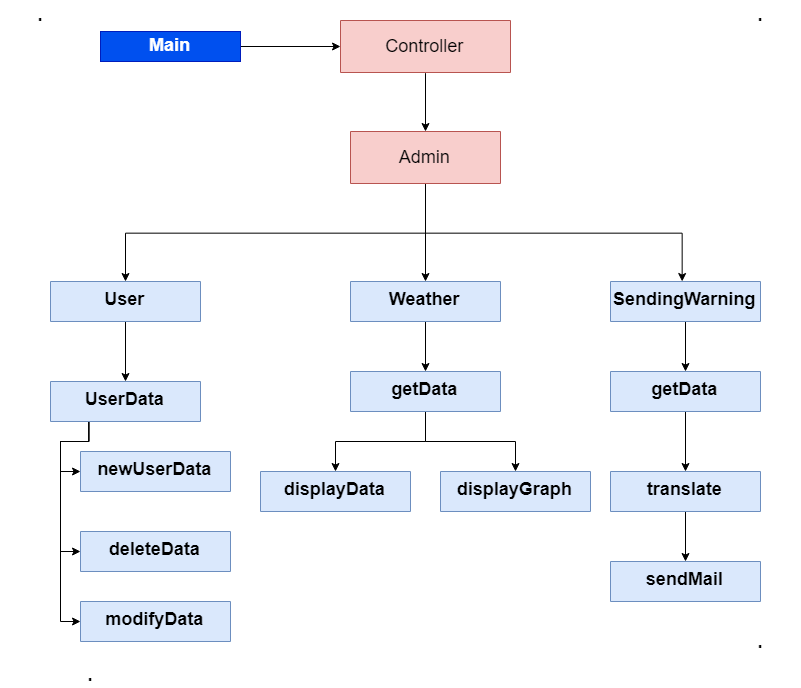 Main
Controller
Admin
User
Weather
SendingWarning
UserData
getData
getData
newUserData
displayData
displayGraph
translate
deleteData
sendMail
modifyData